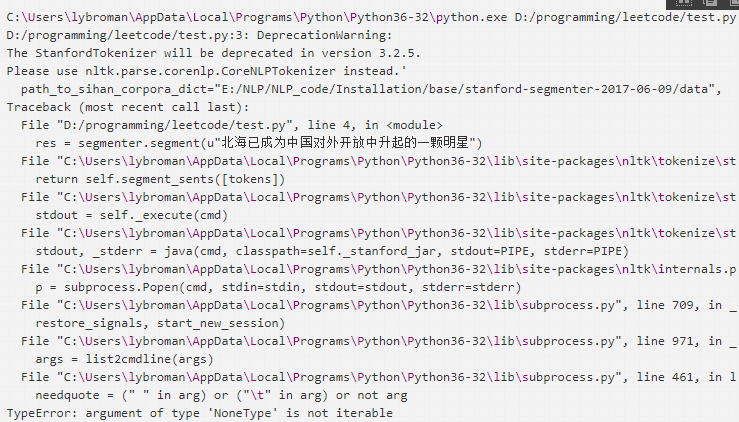 C:\Users\lybroman\AppData\Local\Programs\Python\Python36-32\python.exe D:/programming/leetcode/test.py
D:/programming/leetcode/test.py:3: DeprecationWarning:
The StanfordTokenizer will be deprecated in version 3.2.5.
Please use nltk.parse.corenlp.CoreNLPTokenizer instead.'
  path_to_sihan_corpora_dict="E:/NLP/NLP_code/Installation/base/stanford-segmenter-2017-06-09/data",
Traceback (most recent call last):
  File "D:/programming/leetcode/test.py", line 4, in <module>
    res = segmenter.segment(u"北海已成为中国对外开放中升起的一颗明星")
  File "C:\Users\lybroman\AppData\Local\Programs\Python\Python36-32\lib\site-packages\nltk\tokenize\st
    return self.segment_sents([tokens])
  File "C:\Users\lybroman\AppData\Local\Programs\Python\Python36-32\lib\site-packages\nltk\tokenize\st
    stdout = self._execute(cmd)
  File "C:\Users\lybroman\AppData\Local\Programs\Python\Python36-32\lib\site-packages\nltk\tokenize\st
    stdout, _stderr = java(cmd, classpath=self._stanford_jar, stdout=PIPE, stderr=PIPE)
  File "C:\Users\lybroman\AppData\Local\Programs\Python\Python36-32\lib\site-packages\nltk\internals.p
    p = subprocess.Popen(cmd, stdin=stdin, stdout=stdout, stderr=stderr)
  File "C:\Users\lybroman\AppData\Local\Programs\Python\Python36-32\lib\subprocess.py", line 709, in _
    restore_signals, start_new_session)
  File "C:\Users\lybroman\AppData\Local\Programs\Python\Python36-32\lib\subprocess.py", line 971, in _
    args = list2cmdline(args)
  File "C:\Users\lybroman\AppData\Local\Programs\Python\Python36-32\lib\subprocess.py", line 461, in l
    needquote = (" " in arg) or ("\t" in arg) or not arg
TypeError: argument of type 'NoneType' is not iterable